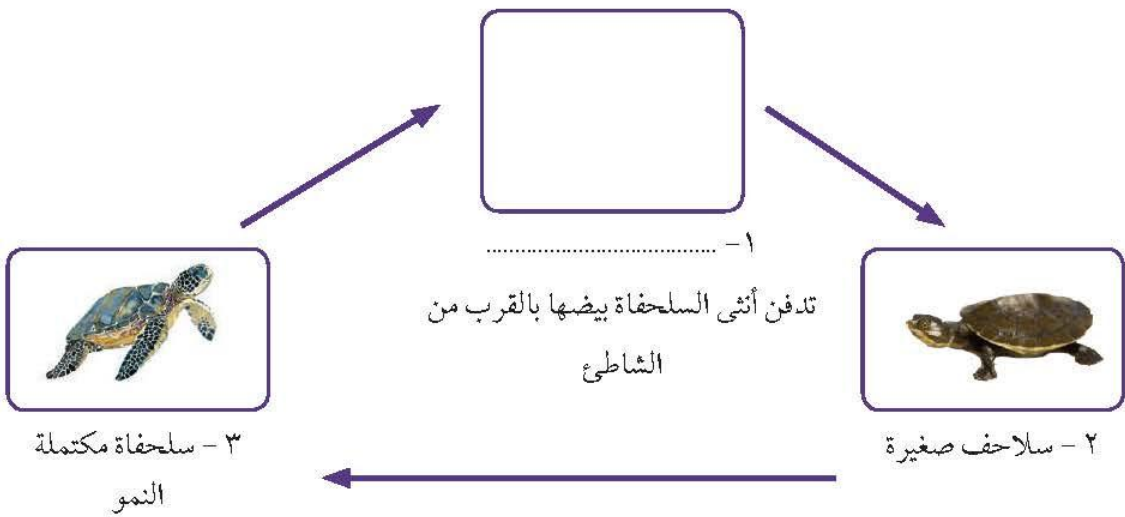 ١- ....................................
تدفن أنثى السلحفاة بيضها بالقرب من
الشاطئ
٢ - سلاحف صغيرة
٣ - سلحفاة مكتملة
النمو